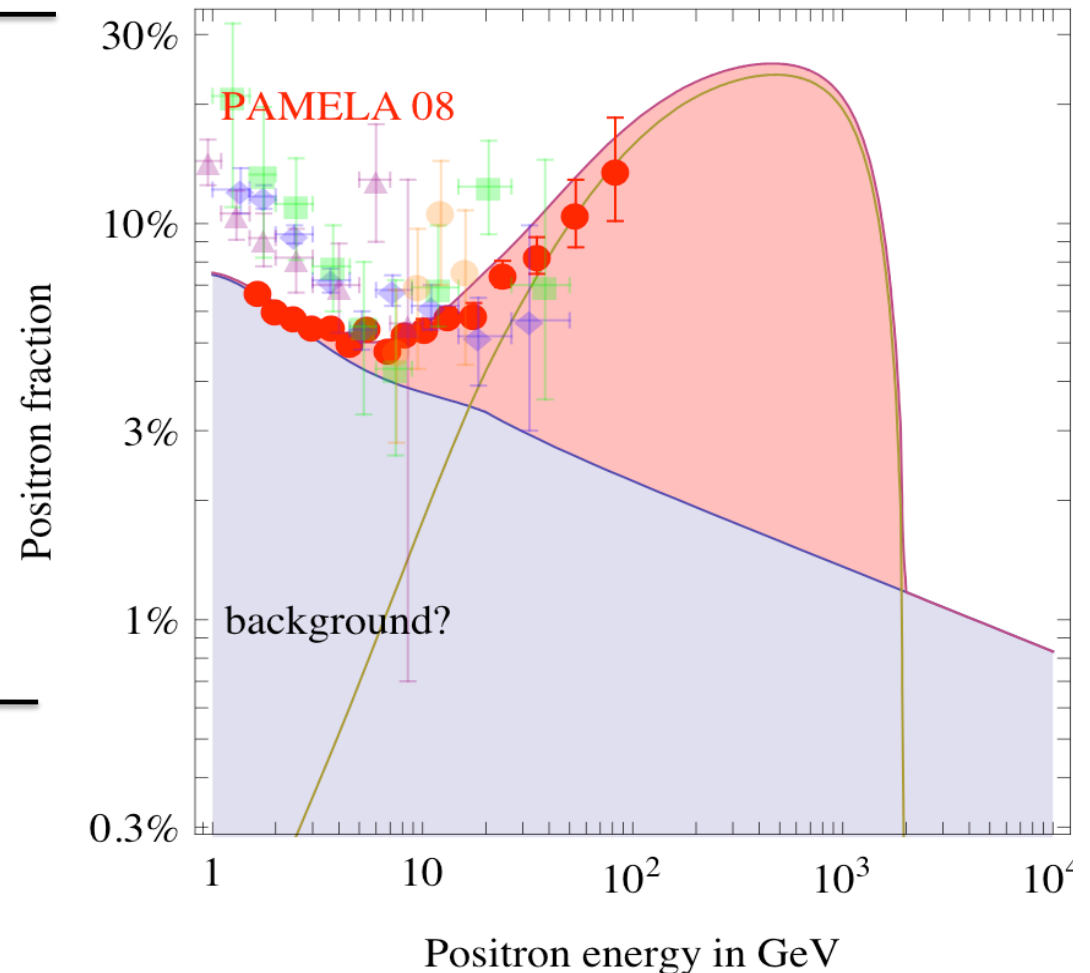 30%
PAMELA 08
10%
Positron fraction
3%
1%
background?
0.3%
1 10 10² 10³ 10⁴
Positron energy in GeV